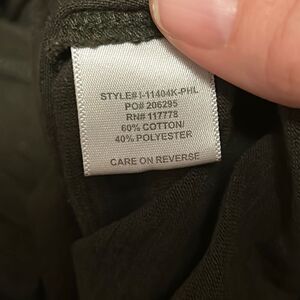 STYLE# I-11404K-PHL
PO# 206295
RN# 117778
60% COTTON/
40% POLYESTER
CARE ON REVERSE